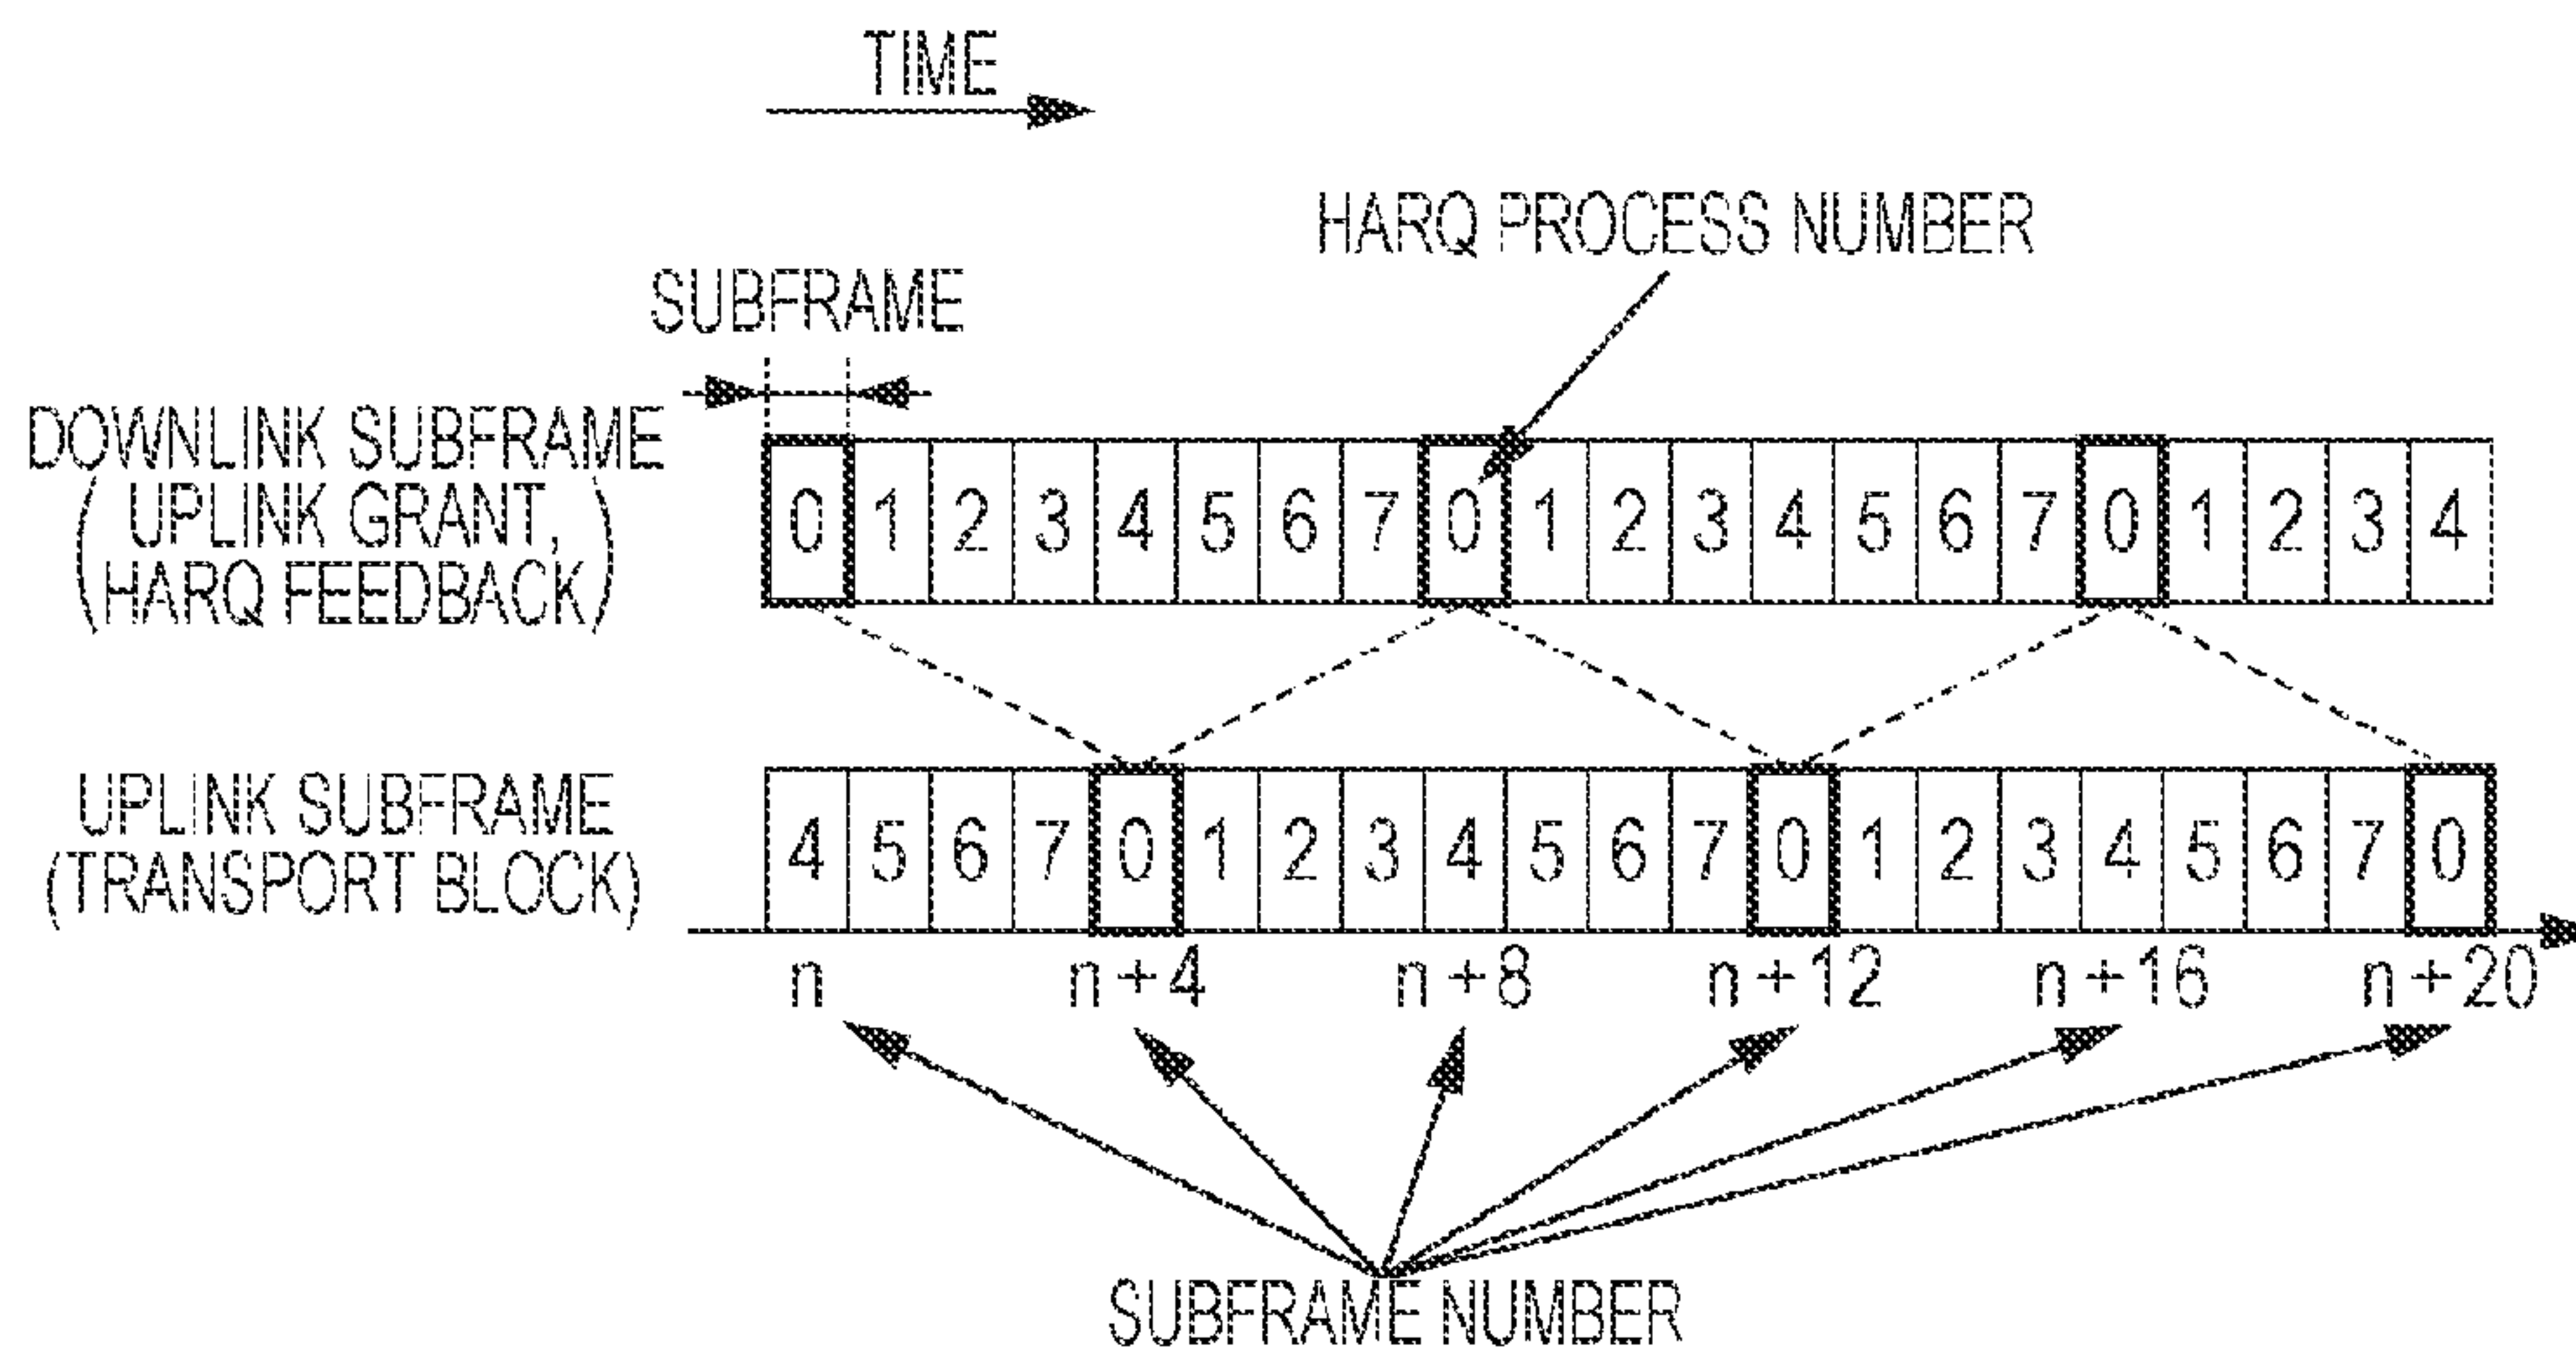 TIME
HARQ PROCESS NUMBER
SUBFRAME
DOWNLINK SUBFRAME
(UPLINK GRANT,
HARQ FEEDBACK)
0 1 2 3 4 5 6 7 0 1 2 3 4 5 6 7 0 1 2 3 4
UPLINK SUBFRAME
(TRANSPORT BLOCK)
4 5 6 7 0 1 2 3 4 5 6 7 0 1 2 3 4 5 6 7 0
n n+4 n+8 n+12 n+16 n+20
SUBFRAME NUMBER